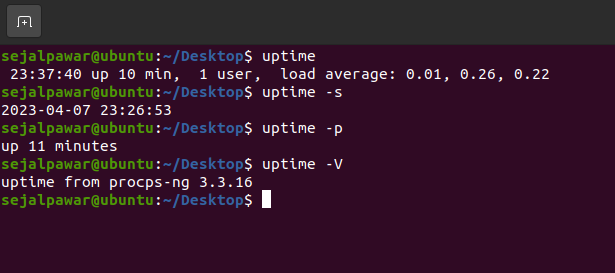 sejalpawar@ubuntu:~/Desktop$ uptime
 23:37:40 up 10 min,  1 user,  load average: 0.01, 0.26, 0.22
sejalpawar@ubuntu:~/Desktop$ uptime -s
2023-04-07 23:26:53
sejalpawar@ubuntu:~/Desktop$ uptime -p
up 11 minutes
sejalpawar@ubuntu:~/Desktop$ uptime -V
uptime from procps-ng 3.3.16
sejalpawar@ubuntu:~/Desktop$